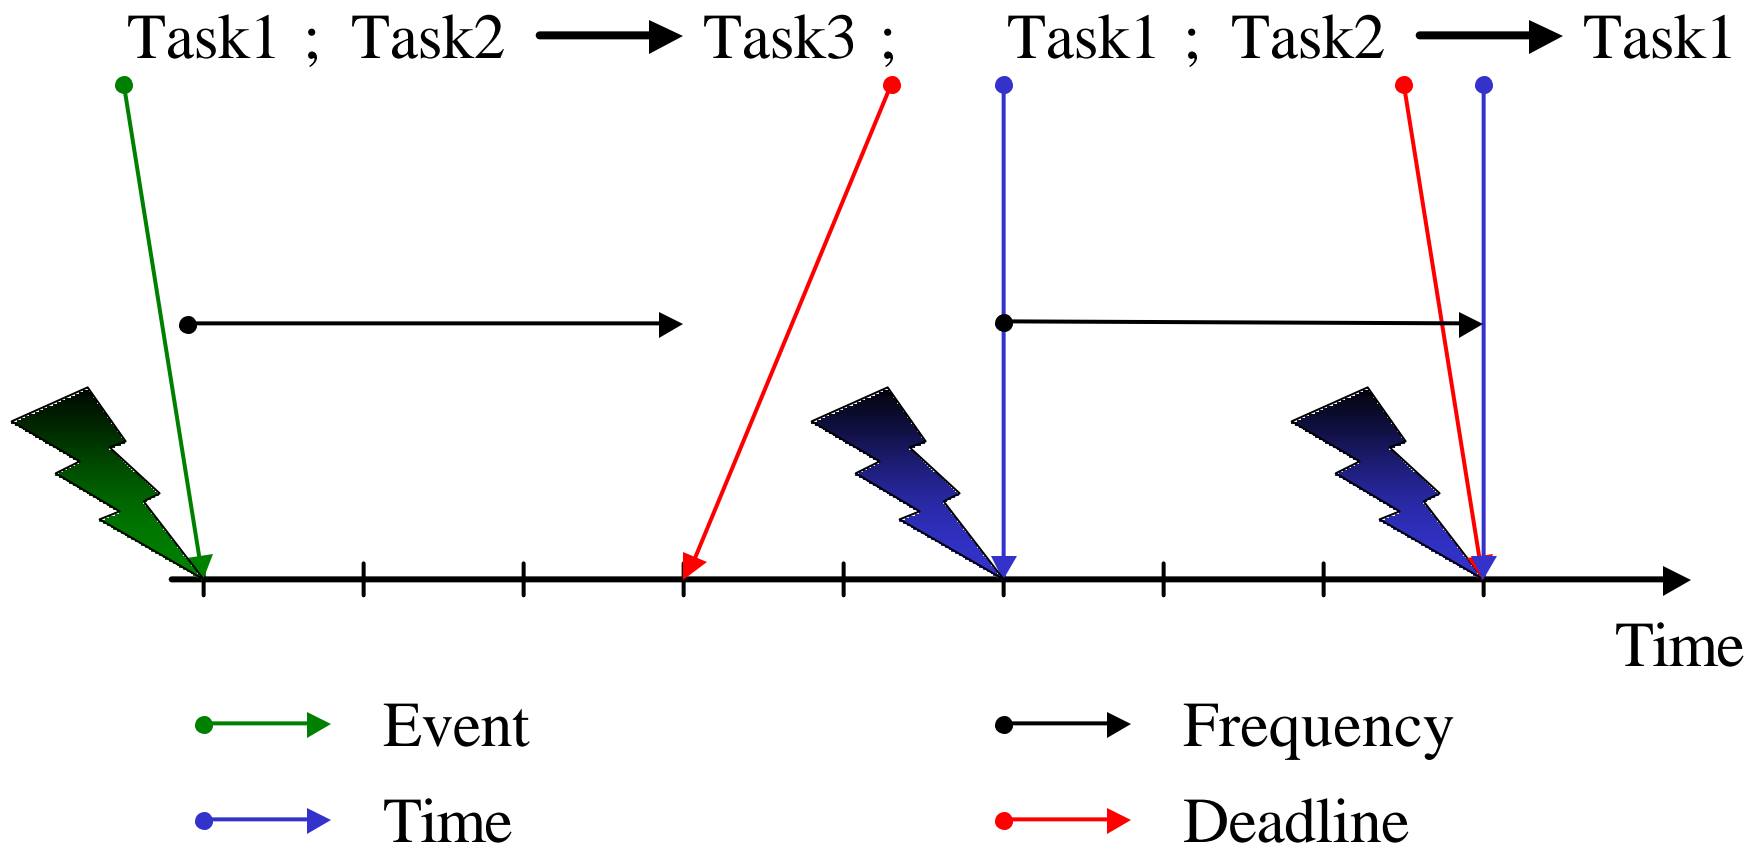 Task1 ; Task2 → Task3 ; Task1 ; Task2 → Task1
Time
Event Frequency
Time Deadline